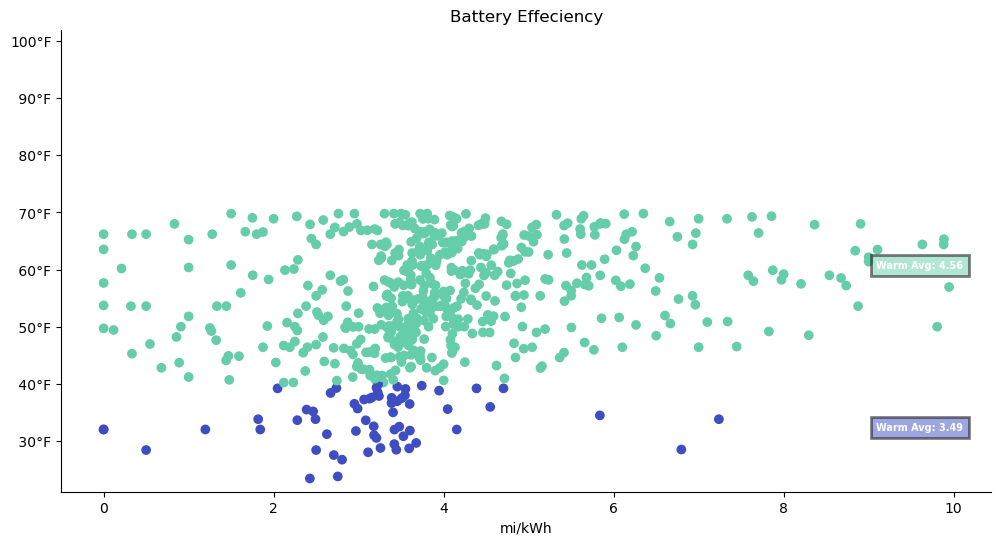 Battery Effeciency
100°F
90°F
80°F
70°F
60°F
50°F
40°F
30°F
Warm Avg: 4.56
Warm Avg: 3.49
0 2 4 6 8 10
mi/kWh